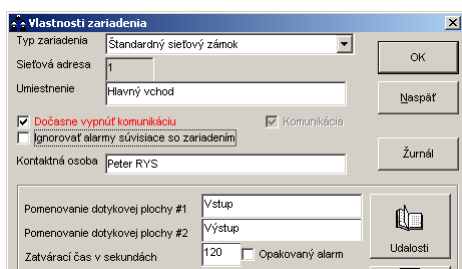 Vlastnosti zariadenia
Typ zariadenia Štandardný sieťový zámok
OK
Sieťová adresa 1
Umiestnenie Hlavný vchod
Naspäť
Dočasne vypnúť komunikáciu Komunikácia
Ignorovať alarmy súvisiace so zariadením
Kontaktná osoba Peter RYS
Žurnál
Pomenovanie dotykovej plochy #1 Vstup
Pomenovanie dotykovej plochy #2 Výstup
Zatvárací čas v sekundách 120 Opakovaný alarm
Udalosti